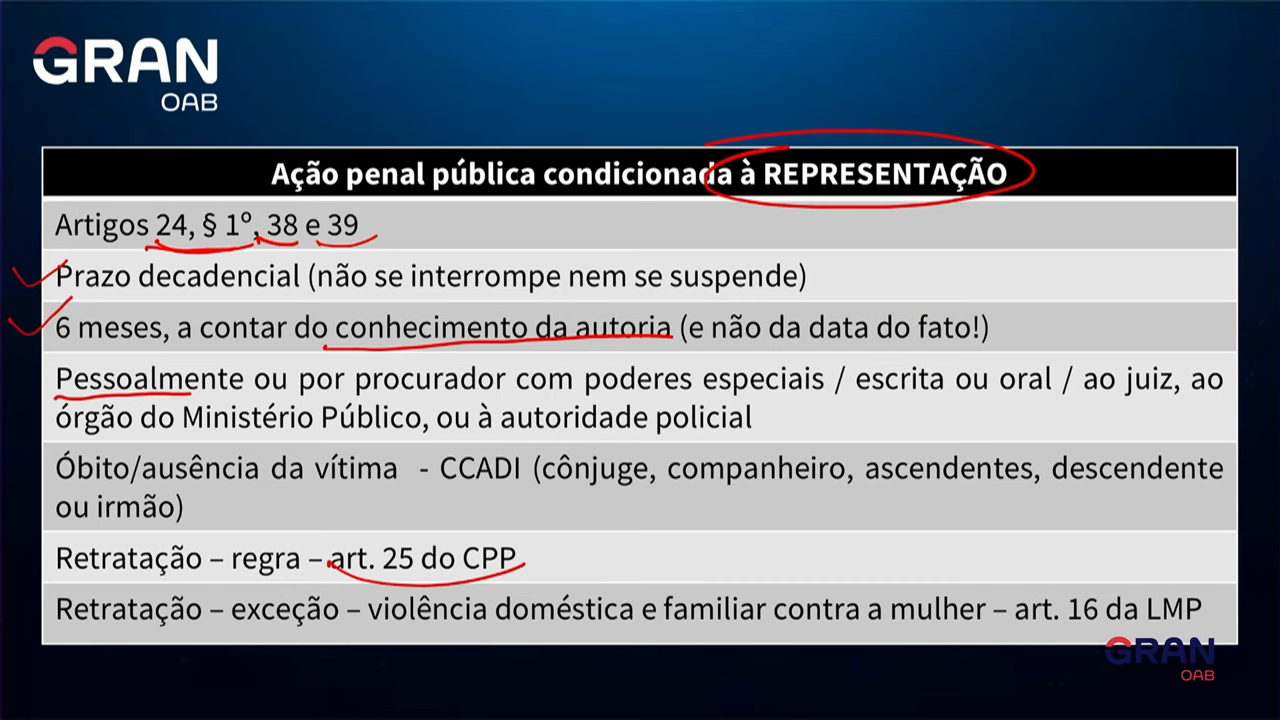 GRAN
OAB
Ação penal pública condicionada à REPRESENTAÇÃO
Artigos 24, § 1º, 38 e 39
Prazo decadencial (não se interrompe nem se suspende)
6 meses, a contar do conhecimento da autoria (e não da data do fato!)
Pessoalmente ou por procurador com poderes especiais / escrita ou oral / ao juiz, ao
órgão do Ministério Público, ou à autoridade policial
Óbito/ausência da vítima - CCADI (cônjuge, companheiro, ascendentes, descendente
ou irmão)
Retratação – regra – art. 25 do CPP
Retratação – exceção – violência doméstica e familiar contra a mulher – art. 16 da LMP
GRAN
OAB